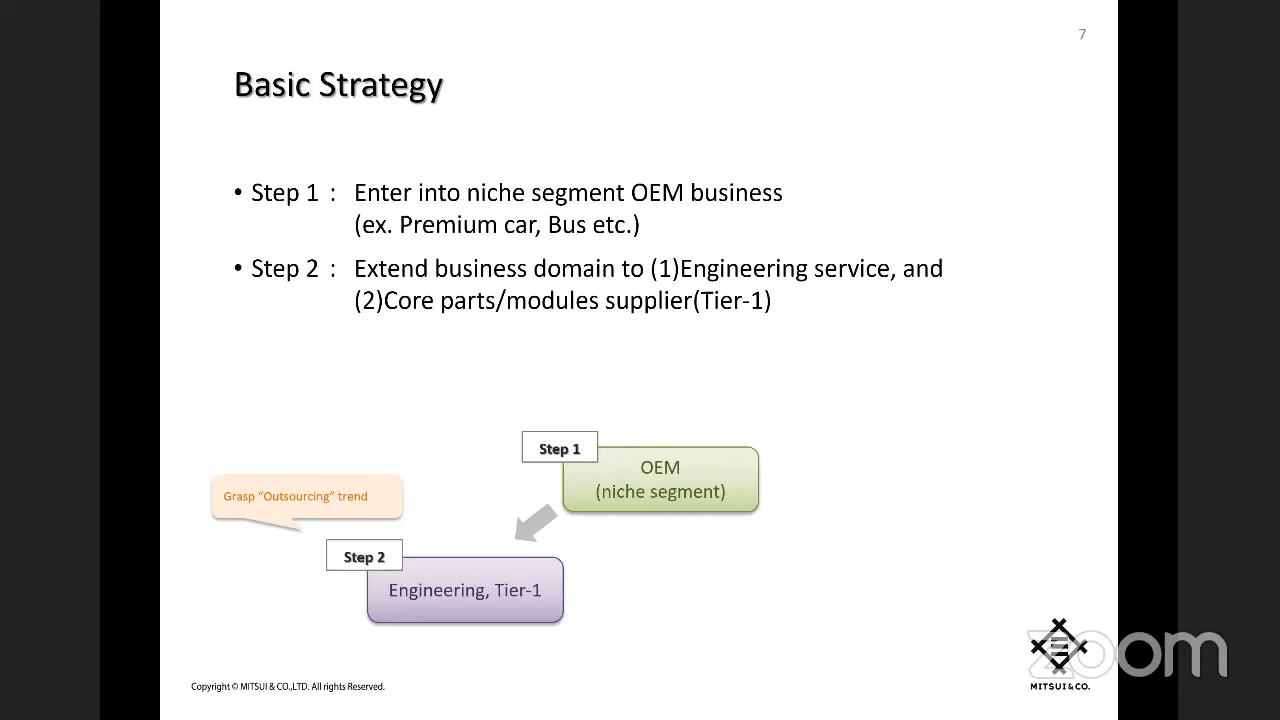 7
Basic Strategy
• Step 1 : Enter into niche segment OEM business
(ex. Premium car, Bus etc.)
• Step 2 : Extend business domain to (1)Engineering service, and
(2)Core parts/modules supplier(Tier-1)
Step 1
OEM
(niche segment)
Grasp “Outsourcing” trend
Step 2
Engineering, Tier-1
zoom
MITSUI & CO.
Copyright © MITSUI & CO.,LTD. All rights Reserved.